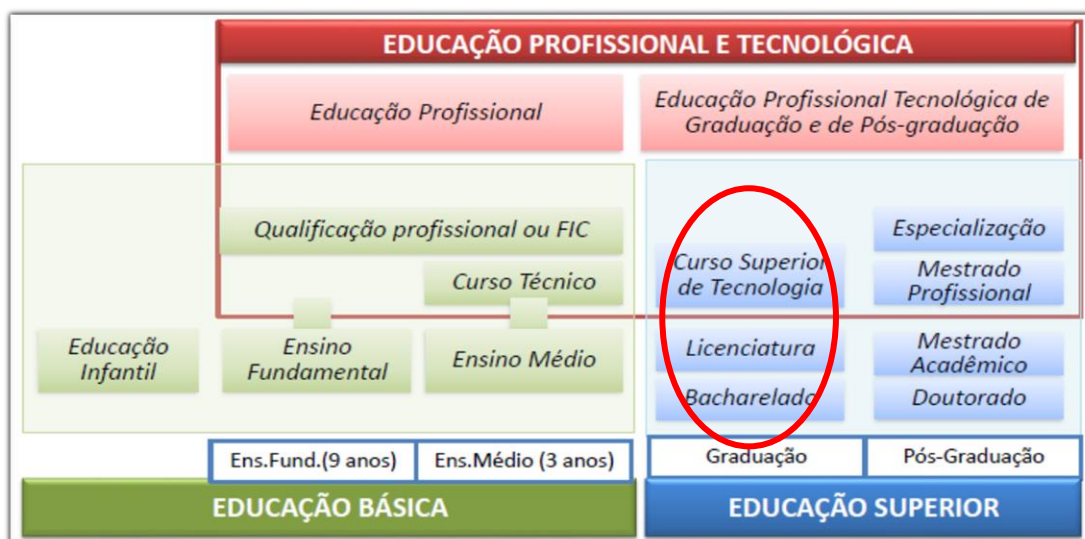 EDUCAÇÃO PROFISSIONAL E TECNOLÓGICA
Educação Profissional
Educação Profissional Tecnológica de
Graduação e de Pós-graduação
Qualificação profissional ou FIC
Curso Técnico
Curso Superior
de Tecnologia
Especialização
Mestrado
Profissional
Educação
Infantil
Ensino
Fundamental
Ensino Médio
Licenciatura
Bacharelado
Mestrado
Acadêmico
Doutorado
Ens.Fund.(9 anos)
Ens.Médio (3 anos)
Graduação
Pós-Graduação
EDUCAÇÃO BÁSICA
EDUCAÇÃO SUPERIOR